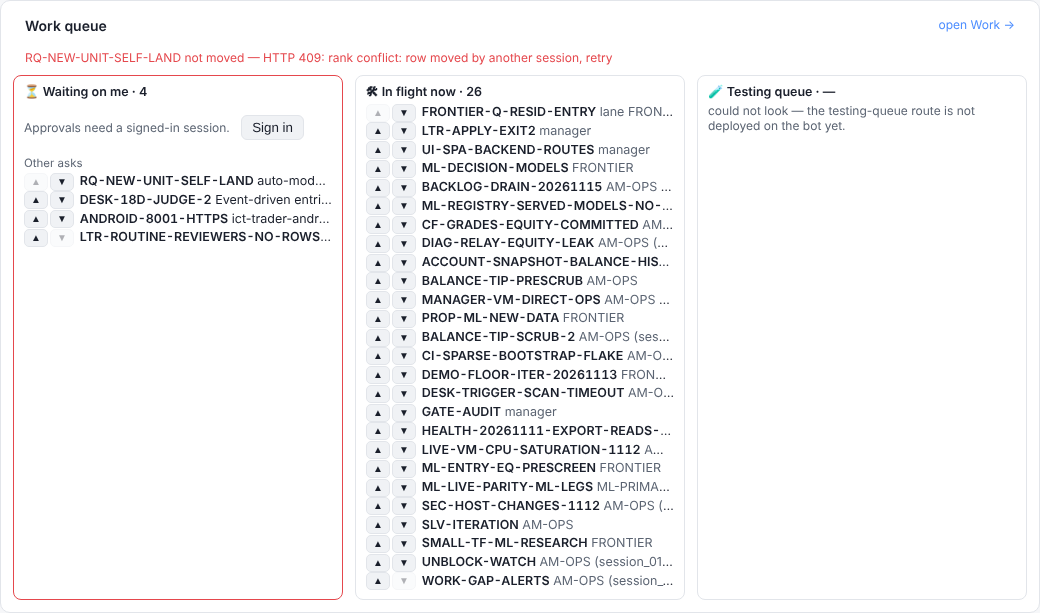 Work queue
open Work →
RQ-NEW-UNIT-SELF-LAND not moved — HTTP 409: rank conflict: row moved by another session, retry
⏳ Waiting on me · 4
Approvals need a signed-in session. Sign in
Other asks
▲ ▼ RQ-NEW-UNIT-SELF-LAND auto-mod…
▲ ▼ DESK-18D-JUDGE-2 Event-driven entri…
▲ ▼ ANDROID-8001-HTTPS ict-trader-andr…
▲ ▼ LTR-ROUTINE-REVIEWERS-NO-ROWS…
🛠 In flight now · 26
▲ ▼ FRONTIER-Q-RESID-ENTRY lane FRON…
▲ ▼ LTR-APPLY-EXIT2 manager
▲ ▼ UI-SPA-BACKEND-ROUTES manager
▲ ▼ ML-DECISION-MODELS FRONTIER
▲ ▼ BACKLOG-DRAIN-20261115 AM-OPS …
▲ ▼ ML-REGISTRY-SERVED-MODELS-NO-…
▲ ▼ CF-GRADES-EQUITY-COMMITTED AM…
▲ ▼ DIAG-RELAY-EQUITY-LEAK AM-OPS (…
▲ ▼ ACCOUNT-SNAPSHOT-BALANCE-HIS…
▲ ▼ BALANCE-TIP-PRESCRUB AM-OPS
▲ ▼ MANAGER-VM-DIRECT-OPS AM-OPS …
▲ ▼ PROP-ML-NEW-DATA FRONTIER
▲ ▼ BALANCE-TIP-SCRUB-2 AM-OPS (ses…
▲ ▼ CI-SPARSE-BOOTSTRAP-FLAKE AM-O…
▲ ▼ DEMO-FLOOR-ITER-20261113 FRON…
▲ ▼ DESK-TRIGGER-SCAN-TIMEOUT AM-O…
▲ ▼ GATE-AUDIT manager
▲ ▼ HEALTH-20261111-EXPORT-READS-…
▲ ▼ LIVE-VM-CPU-SATURATION-1112 A…
▲ ▼ ML-ENTRY-EQ-PRESCREEN FRONTIER
▲ ▼ ML-LIVE-PARITY-ML-LEGS ML-PRIMA…
▲ ▼ SEC-HOST-CHANGES-1112 AM-OPS (…
▲ ▼ SLV-ITERATION AM-OPS
▲ ▼ SMALL-TF-ML-RESEARCH FRONTIER
▲ ▼ UNBLOCK-WATCH AM-OPS (session_01…
▲ ▼ WORK-GAP-ALERTS AM-OPS (session_…
🧪 Testing queue · —
could not look — the testing-queue route is not
deployed on the bot yet.